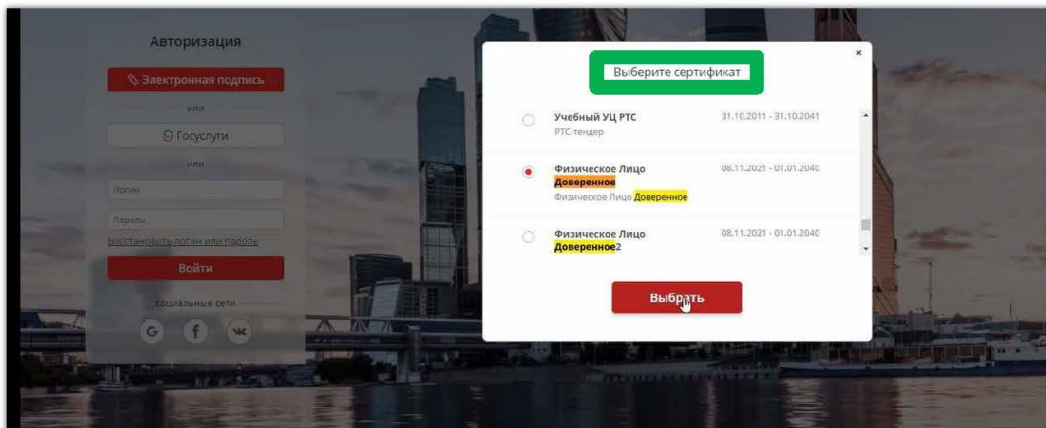 Авторизация
Электронная подпись
или
Госуслуги
или
Логин
Пароль
Восстановить логин или пароль
Войти
социальные сети
G f
Выберите сертификат
×
Учебный УЦ РТС 31.10.2011 - 31.10.2041
РТС-тендер
Физическое Лицо 08.11.2021 - 01.01.2040
Доверенное
Физическое Лицо Доверенное
Физическое Лицо 08.11.2021 - 01.01.2040
Доверенное2
Выбрать